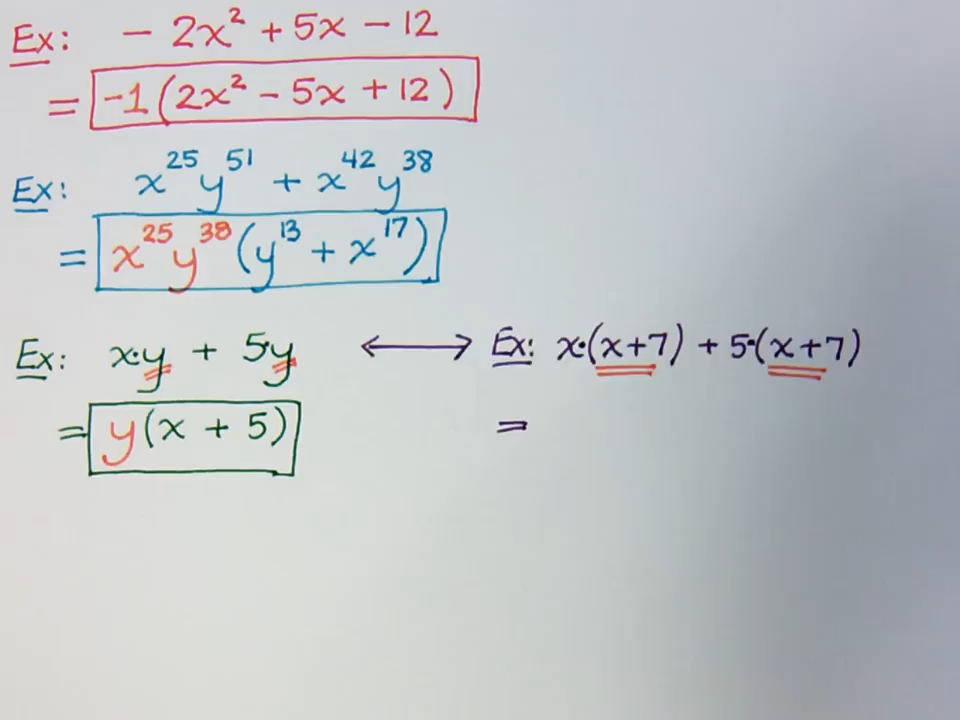 Ex: - 2x² + 5x - 12
= -1(2x² - 5x + 12)
Ex: x²⁵y⁵¹ + x⁴²y³⁸
= x²⁵y³⁸(y¹³ + x¹⁷)
Ex: x·y + 5·y ⟷ Ex: x·(x+7) + 5·(x+7)
= y(x + 5) =